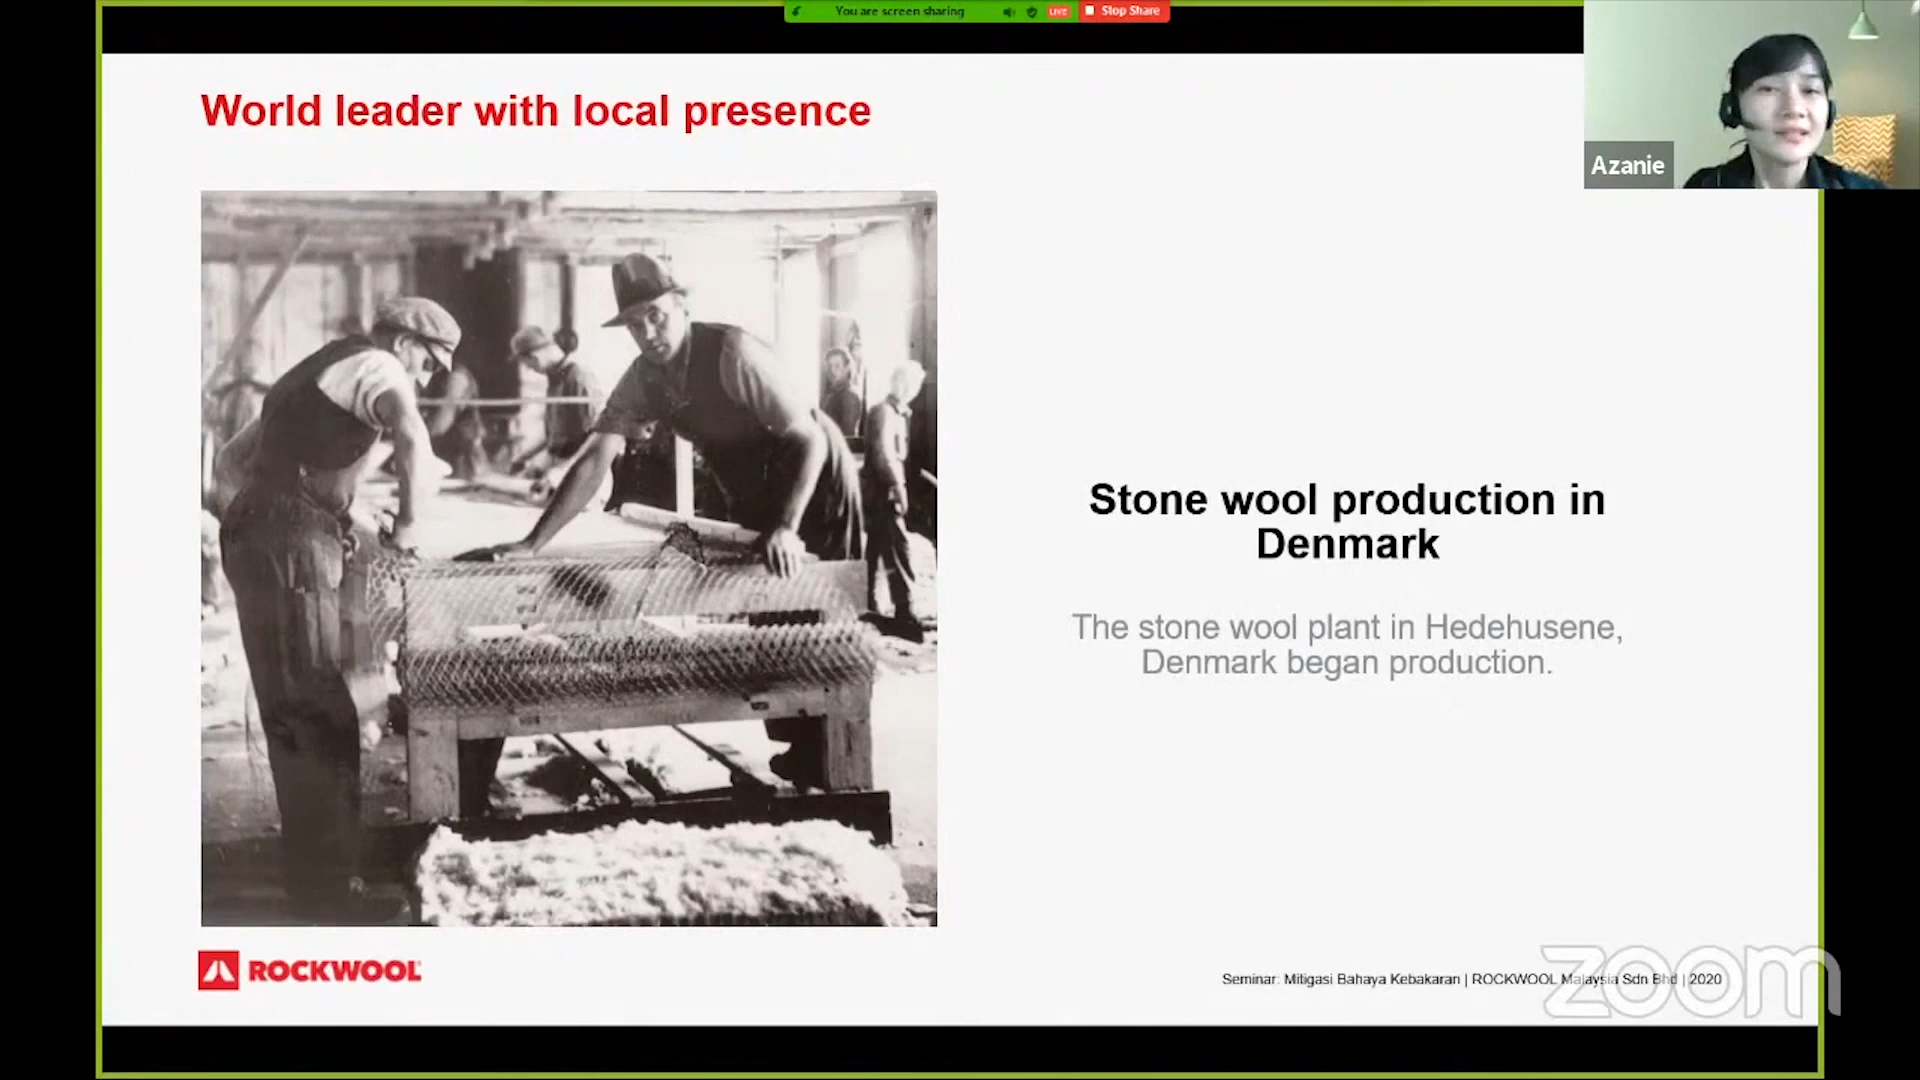 You are screen sharing
LIVE
Stop Share
World leader with local presence
Azanie
Stone wool production in
Denmark
The stone wool plant in Hedehusene,
Denmark began production.
ROCKWOOL
Seminar: Mitigasi Bahaya Kebakaran | ROCKWOOL Malaysia Sdn Bhd | 2020
zoom